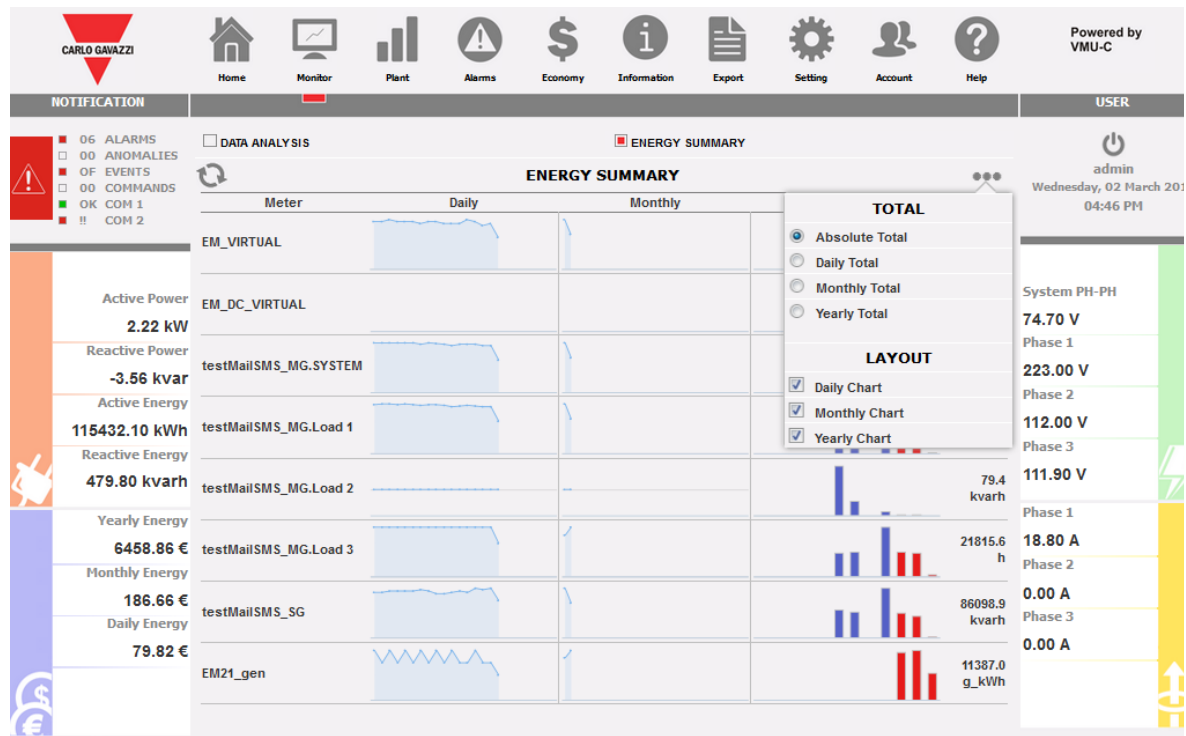 CARLO GAVAZZI
Home
Monitor
Plant
Alarms
Economy
Information
Export
Setting
Account
Help
Powered by
VMU-C
NOTIFICATION
USER
06 ALARMS
00 ANOMALIES
OF EVENTS
00 COMMANDS
OK COM 1
!! COM 2
DATA ANALYSIS
ENERGY SUMMARY
admin
Wednesday, 02 March 201
04:46 PM
ENERGY SUMMARY
Meter
Daily
Monthly
TOTAL
Absolute Total
Daily Total
Monthly Total
Yearly Total
LAYOUT
Daily Chart
Monthly Chart
Yearly Chart
EM_VIRTUAL
EM_DC_VIRTUAL
testMailSMS_MG.SYSTEM
testMailSMS_MG.Load 1
testMailSMS_MG.Load 2
79.4
kvarh
testMailSMS_MG.Load 3
21815.6
h
testMailSMS_SG
86098.9
kvarh
EM21_gen
11387.0
g_kWh
Active Power
2.22 kW
Reactive Power
-3.56 kvar
Active Energy
115432.10 kWh
Reactive Energy
479.80 kvarh
Yearly Energy
6458.86 €
Monthly Energy
186.66 €
Daily Energy
79.82 €
System PH-PH
74.70 V
Phase 1
223.00 V
Phase 2
112.00 V
Phase 3
111.90 V
Phase 1
18.80 A
Phase 2
0.00 A
Phase 3
0.00 A